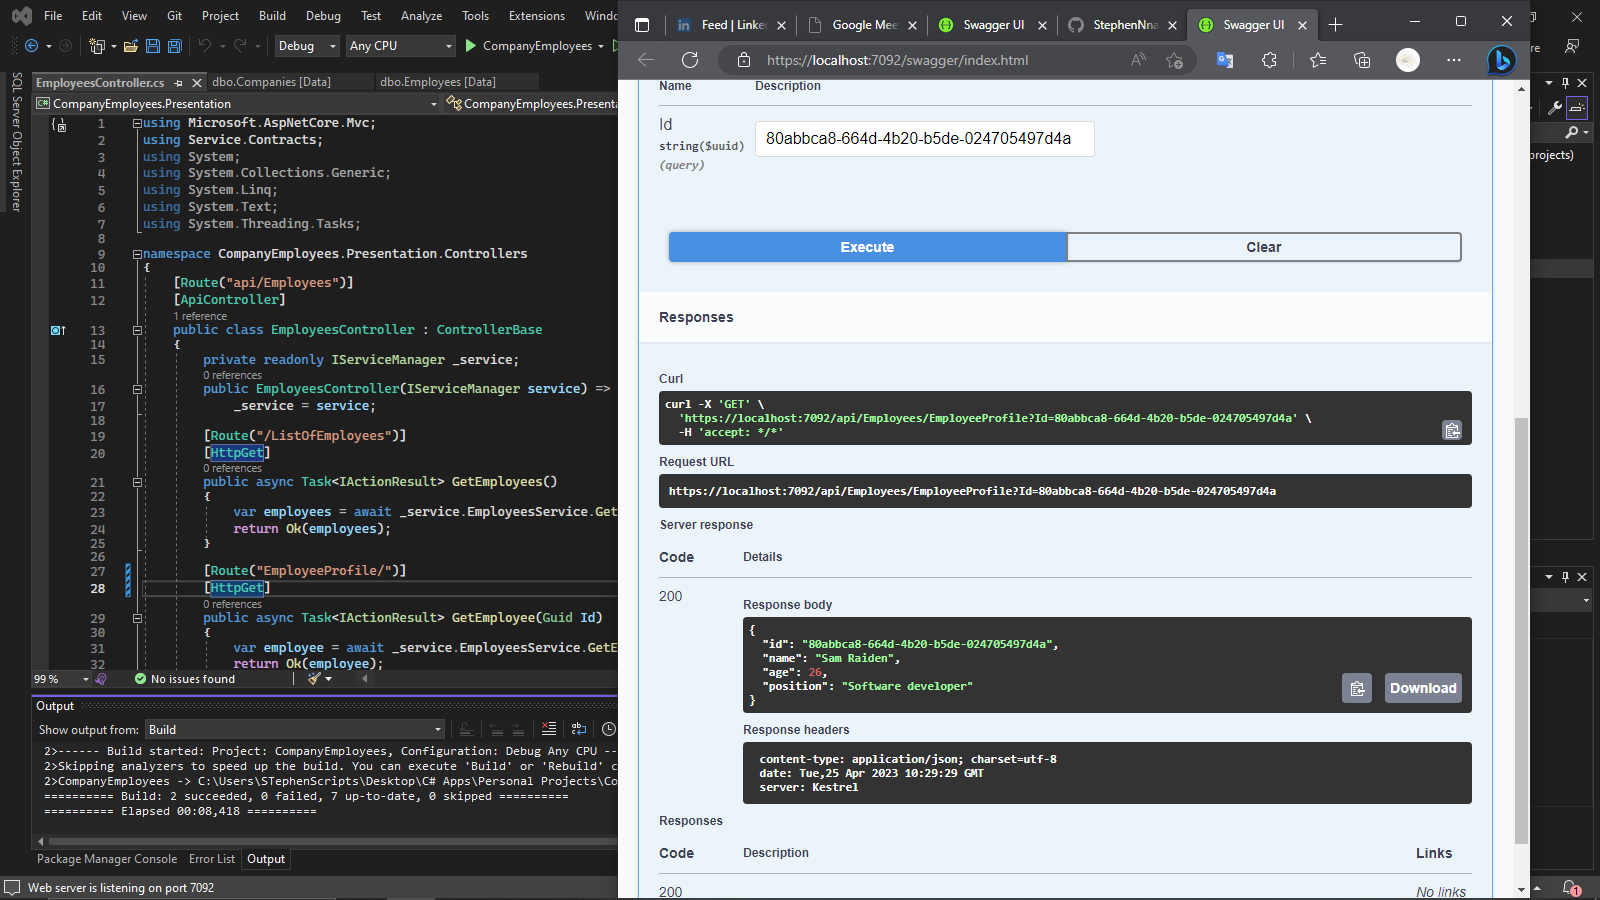 File Edit View Git Project Build Debug Test Analyze Tools Extensions Windo
Debug Any CPU CompanyEmployees
SQL Server Object Explorer
EmployeesController.cs dbo.Companies [Data] dbo.Employees [Data]
CompanyEmployees.Presentation CompanyEmployees.Presenta
1 using Microsoft.AspNetCore.Mvc;
2 using Service.Contracts;
3 using System;
4 using System.Collections.Generic;
5 using System.Linq;
6 using System.Text;
7 using System.Threading.Tasks;
8
9 namespace CompanyEmployees.Presentation.Controllers
10 {
11 [Route("api/Employees")]
12 [ApiController]
1 reference
13 public class EmployeesController : ControllerBase
14 {
15 private readonly IServiceManager _service;
0 references
16 public EmployeesController(IServiceManager service) =>
17 _service = service;
18
19 [Route("/ListOfEmployees")]
20 [HttpGet]
0 references
21 public async Task<IActionResult> GetEmployees()
22 {
23 var employees = await _service.EmployeesService.Get
24 return Ok(employees);
25 }
26
27 [Route("EmployeeProfile/")]
28 [HttpGet]
0 references
29 public async Task<IActionResult> GetEmployee(Guid Id)
30 {
31 var employee = await _service.EmployeesService.GetE
32 return Ok(employee);
99 % No issues found
Output
Show output from: Build
2>------ Build started: Project: CompanyEmployees, Configuration: Debug Any CPU --
2>Skipping analyzers to speed up the build. You can execute 'Build' or 'Rebuild' c
2>CompanyEmployees -> C:\Users\STephenScripts\Desktop\C# Apps\Personal Projects\Co
========== Build: 2 succeeded, 0 failed, 7 up-to-date, 0 skipped ==========
========== Elapsed 00:08,418 ==========
Package Manager Console Error List Output
Web server is listening on port 7092
Feed | Linke Google Mee Swagger UI StephenNna Swagger UI
https://localhost:7092/swagger/index.html
Name Description
Id
string($uuid)
(query)
80abbca8-664d-4b20-b5de-024705497d4a
Execute Clear
Responses
Curl
curl -X 'GET' \
'https://localhost:7092/api/Employees/EmployeeProfile?Id=80abbca8-664d-4b20-b5de-024705497d4a' \
-H 'accept: */*'
Request URL
https://localhost:7092/api/Employees/EmployeeProfile?Id=80abbca8-664d-4b20-b5de-024705497d4a
Server response
Code Details
200
Response body
{
"id": "80abbca8-664d-4b20-b5de-024705497d4a",
"name": "Sam Raiden",
"age": 26,
"position": "Software developer"
}
Download
Response headers
content-type: application/json; charset=utf-8
date: Tue,25 Apr 2023 10:29:29 GMT
server: Kestrel
Responses
Code Description Links
200 No links
re
projects)
1